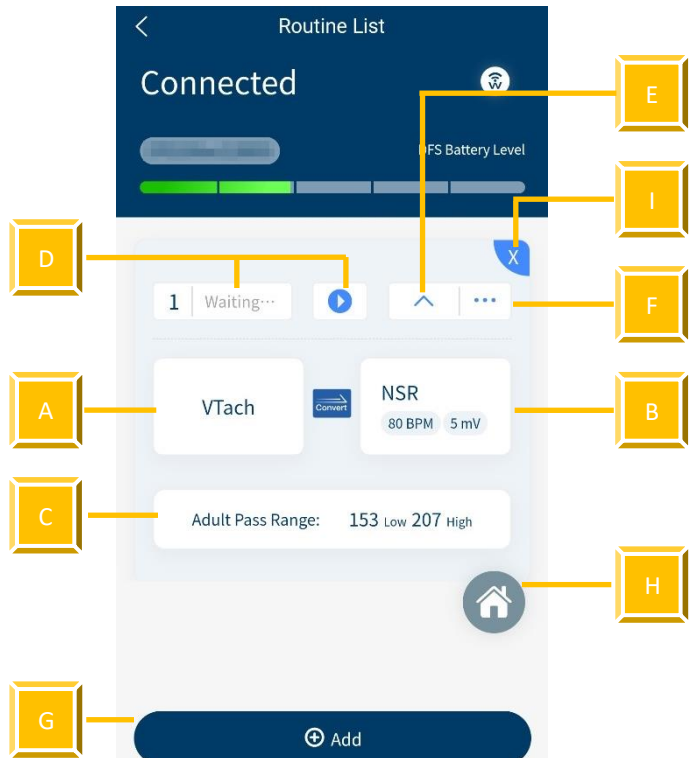 Routine List
Connected
W
E
DFS Battery Level
I
D
X
1 Waiting...
F
A
VTach
Convert
NSR
80 BPM 5 mV
B
C
Adult Pass Range: 153 Low 207 High
H
G
Add